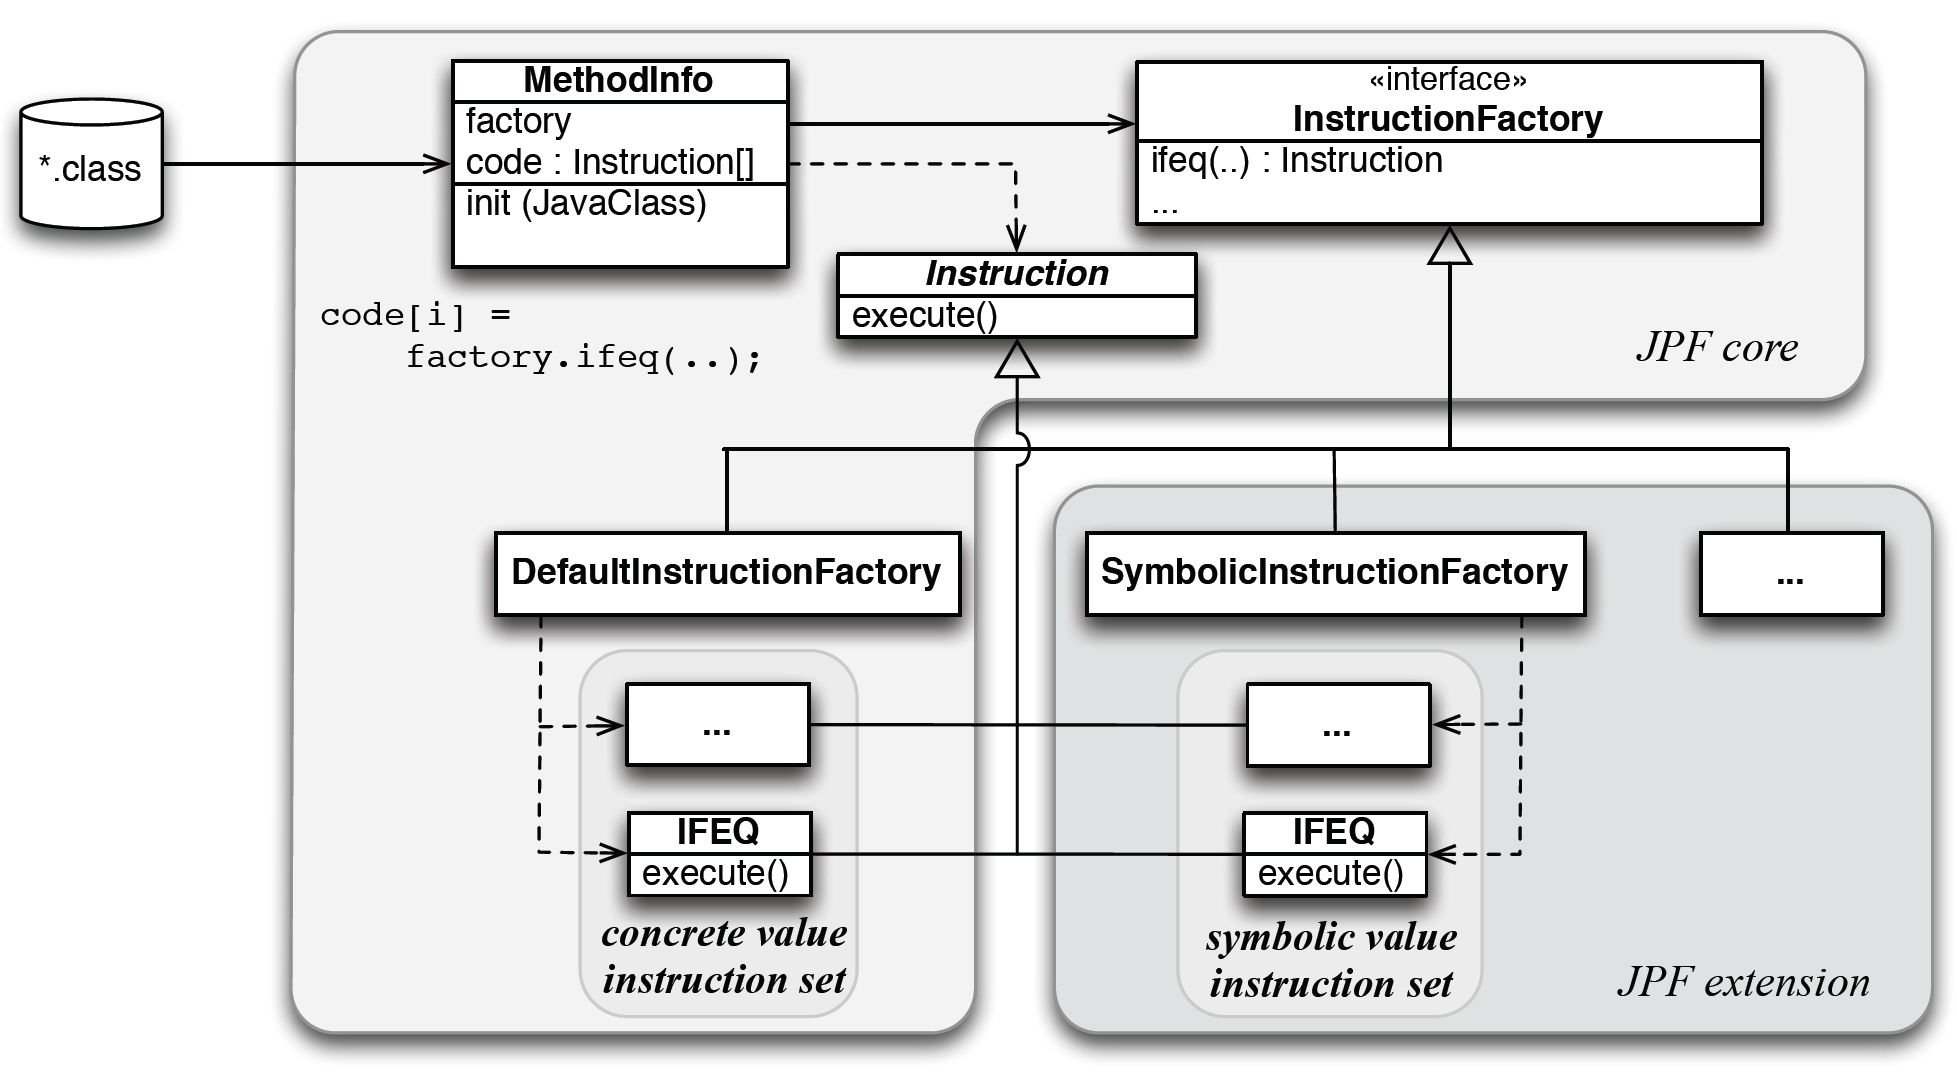 *.class
MethodInfo
factory
code : Instruction[]
init (JavaClass)
«interface»
InstructionFactory
ifeq(..) : Instruction
...
Instruction
execute()
code[i] =
factory.ifeq(..);
JPF core
DefaultInstructionFactory
SymbolicInstructionFactory
...
...
...
IFEQ
execute()
IFEQ
execute()
concrete value
instruction set
symbolic value
instruction set
JPF extension